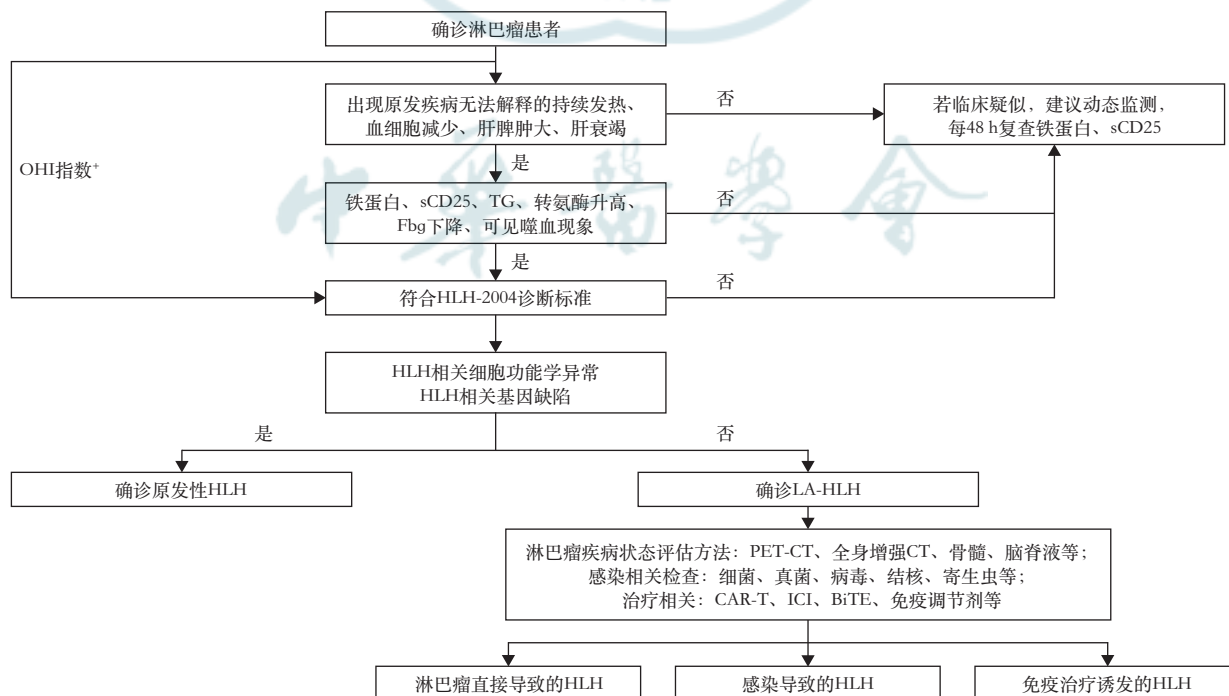 确诊淋巴瘤患者
出现原发疾病无法解释的持续发热、
血细胞减少、肝脾肿大、肝衰竭
否
若临床疑似，建议动态监测，
每48 h复查铁蛋白、sCD25
OHI指数+
是
铁蛋白、sCD25、TG、转氨酶升高、
Fbg下降、可见噬血现象
否
是
符合HLH-2004诊断标准
否
HLH相关细胞功能学异常
HLH相关基因缺陷
是
否
确诊原发性HLH
确诊LA-HLH
淋巴瘤疾病状态评估方法：PET-CT、全身增强CT、骨髓、脑脊液等；
感染相关检查：细菌、真菌、病毒、结核、寄生虫等；
治疗相关：CAR-T、ICI、BiTE、免疫调节剂等
淋巴瘤直接导致的HLH
感染导致的HLH
免疫治疗诱发的HLH
中华醫學會